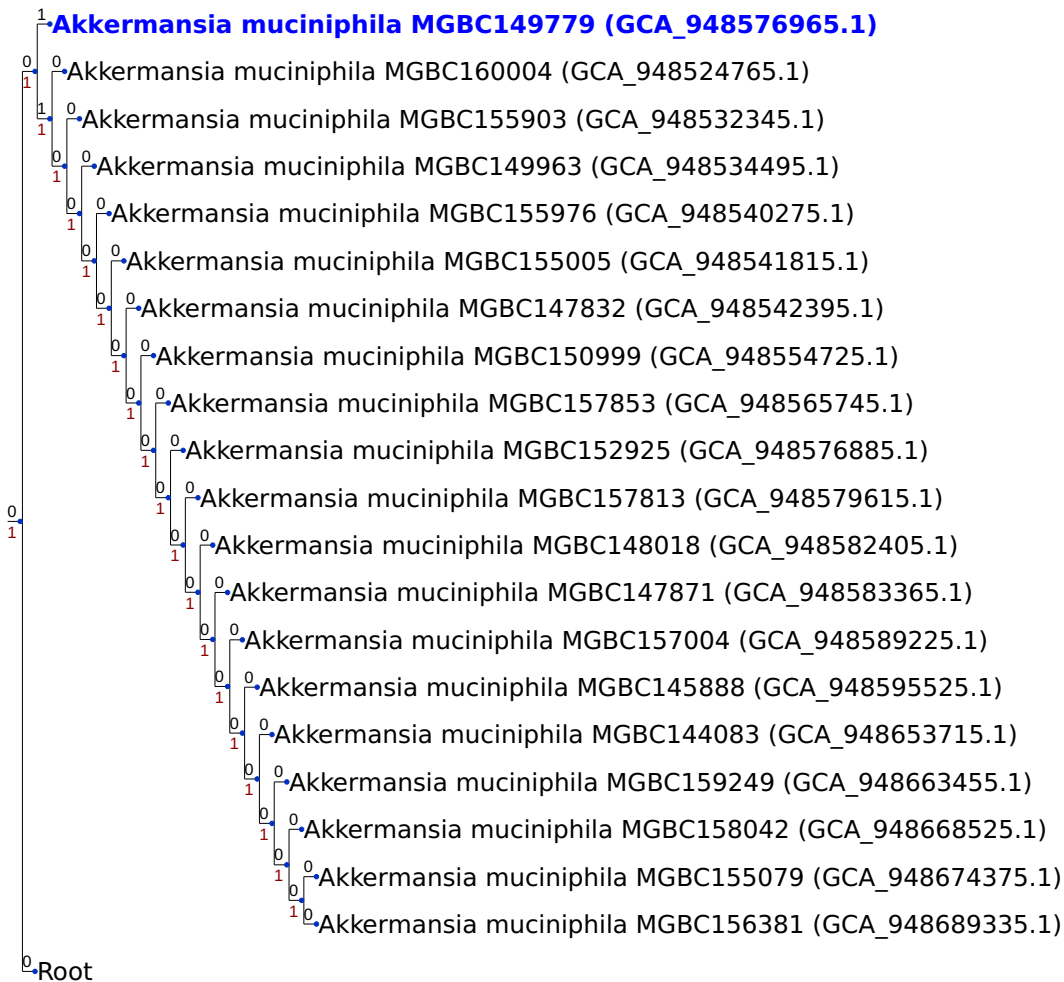 1
Akkermansia muciniphila MGBC149779 (GCA_948576965.1)
0 0
Akkermansia muciniphila MGBC160004 (GCA_948524765.1)
1
1 0
Akkermansia muciniphila MGBC155903 (GCA_948532345.1)
1
0 0
Akkermansia muciniphila MGBC149963 (GCA_948534495.1)
1
0 0
Akkermansia muciniphila MGBC155976 (GCA_948540275.1)
1
0 0
Akkermansia muciniphila MGBC155005 (GCA_948541815.1)
1
0 0
Akkermansia muciniphila MGBC147832 (GCA_948542395.1)
1
0 0
Akkermansia muciniphila MGBC150999 (GCA_948554725.1)
1
0 0
Akkermansia muciniphila MGBC157853 (GCA_948565745.1)
1
0 0
Akkermansia muciniphila MGBC152925 (GCA_948576885.1)
1
0 0
Akkermansia muciniphila MGBC157813 (GCA_948579615.1)
1
0
1
0 0
Akkermansia muciniphila MGBC148018 (GCA_948582405.1)
1
0 0
Akkermansia muciniphila MGBC147871 (GCA_948583365.1)
1
0 0
Akkermansia muciniphila MGBC157004 (GCA_948589225.1)
1
0 0
Akkermansia muciniphila MGBC145888 (GCA_948595525.1)
1
0 0
Akkermansia muciniphila MGBC144083 (GCA_948653715.1)
1
0 0
Akkermansia muciniphila MGBC159249 (GCA_948663455.1)
1
0 0
Akkermansia muciniphila MGBC158042 (GCA_948668525.1)
1
0 0
Akkermansia muciniphila MGBC155079 (GCA_948674375.1)
1
0 0
Akkermansia muciniphila MGBC156381 (GCA_948689335.1)
1
0
Root